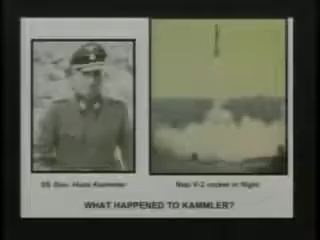 SS Gen. Hans Kammler
Nazi V-2 rocket in flight
WHAT HAPPENED TO KAMMLER?